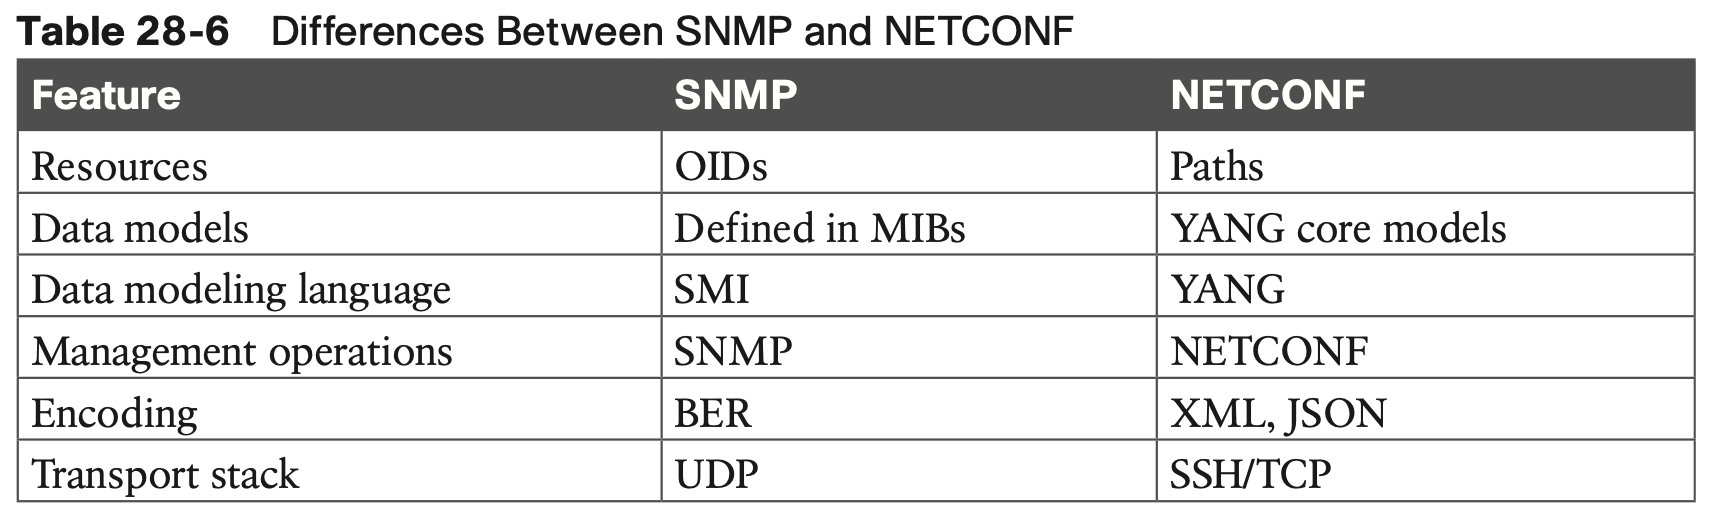 Table 28-6 Differences Between SNMP and NETCONF
Feature SNMP NETCONF
Resources OIDs Paths
Data models Defined in MIBs YANG core models
Data modeling language SMI YANG
Management operations SNMP NETCONF
Encoding BER XML, JSON
Transport stack UDP SSH/TCP